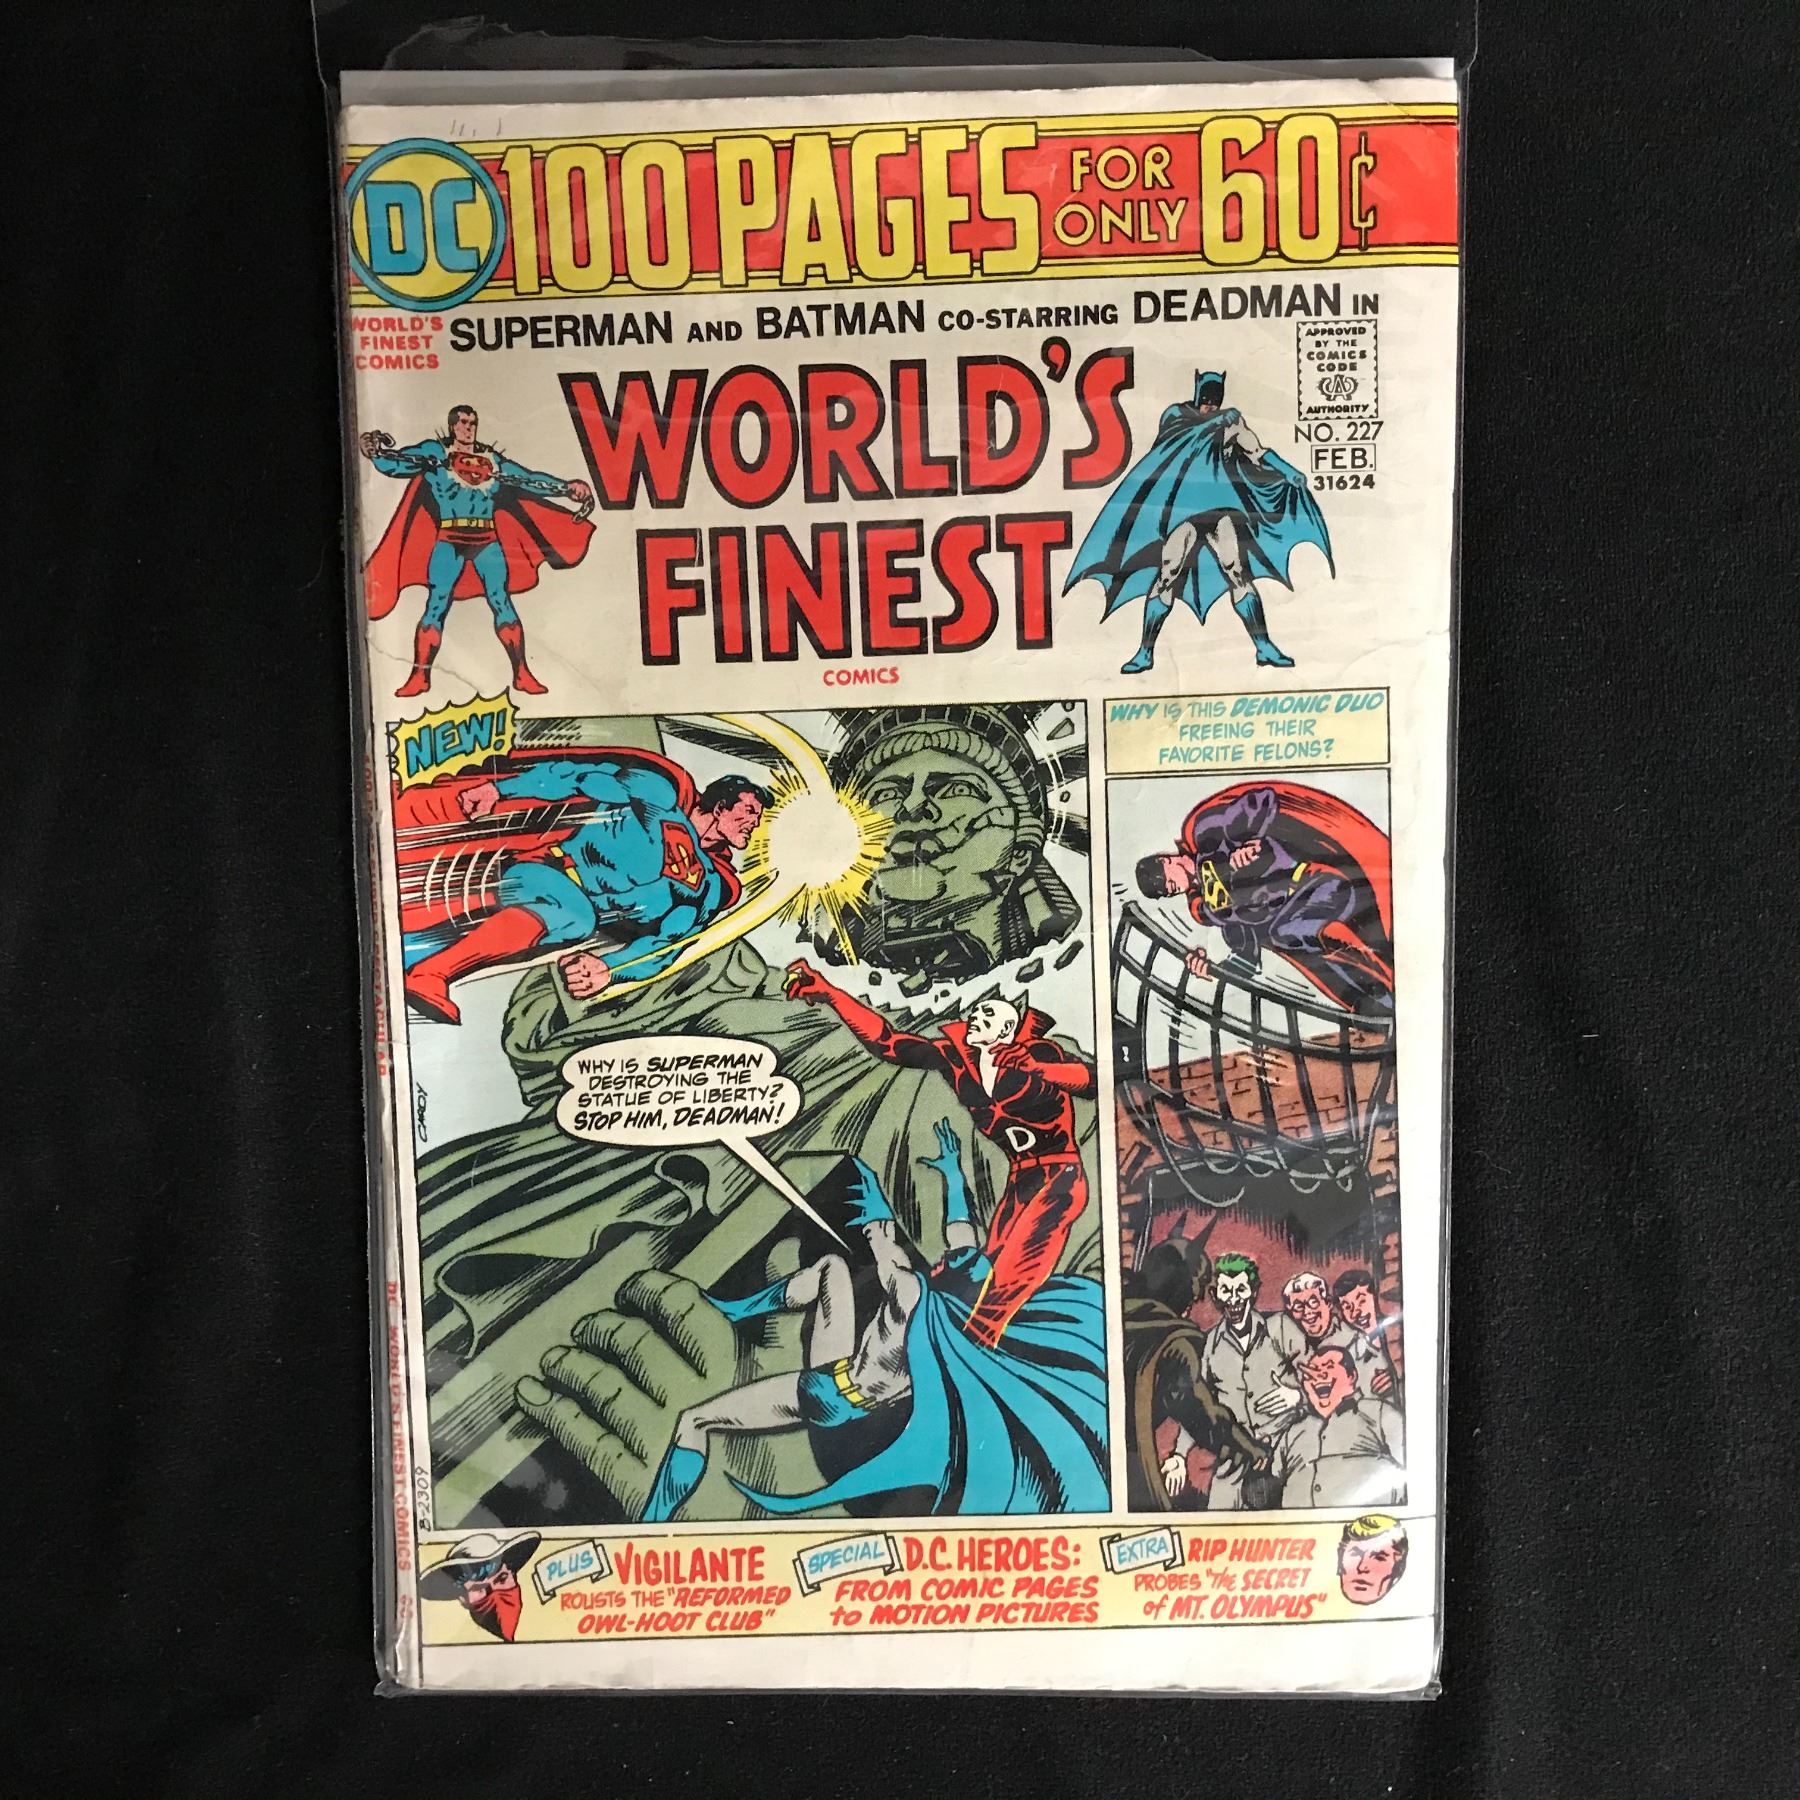 DC 100 PAGES FOR ONLY 60¢
WORLD'S
FINEST
COMICS
SUPERMAN AND BATMAN CO-STARRING DEADMAN IN
WORLD'S
FINEST
COMICS
APPROVED
BY THE
COMICS
CODE
AUTHORITY
NO. 227
FEB.
31624
NEW!
WHY IS THIS DEMONIC DUO
FREEING THEIR
FAVORITE FELONS?
WHY IS SUPERMAN
DESTROYING THE
STATUE OF LIBERTY?
STOP HIM, DEADMAN!
D
CARDY
B-2309
DC WORLD'S FINEST COMICS
PLUS VIGILANTE
ROUSTS THE "REFORMED
OWL-HOOT CLUB"
SPECIAL D.C. HEROES:
FROM COMIC PAGES
to MOTION PICTURES
EXTRA RIP HUNTER
PROBES "THE SECRET
of MT. OLYMPUS"